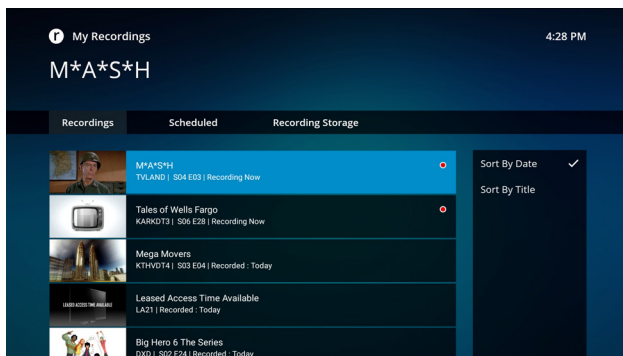 r My Recordings
4:28 PM
M*A*S*H
Recordings
Scheduled
Recording Storage
M*A*S*H
TVLAND | S04 E03 | Recording Now
Tales of Wells Fargo
KARKDT3 | S06 E28 | Recording Now
Mega Movers
KTHVDT4 | S03 E04 | Recorded : Today
LEASED ACCESS TIME AVAILABLE
Leased Access Time Available
LA21 | Recorded : Today
Big Hero 6 The Series
DXD | S02 E24 | Recorded : Today
Sort By Date
Sort By Title